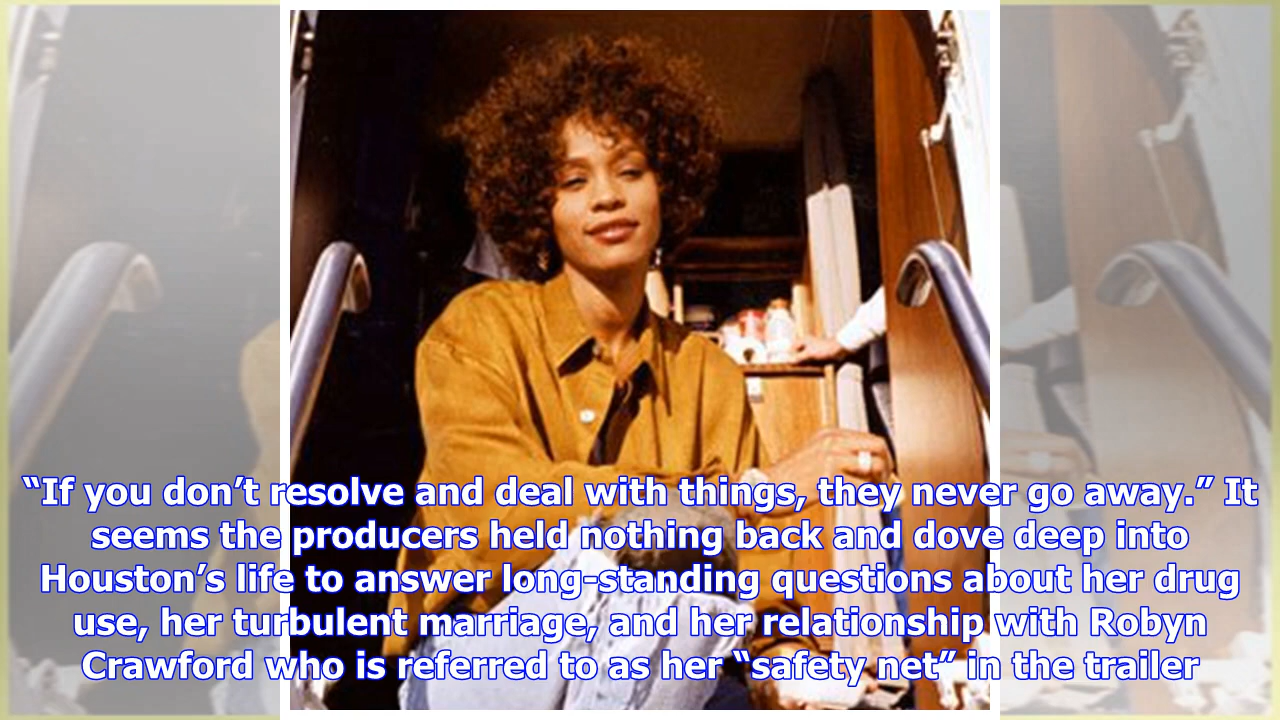 “If you don’t resolve and deal with things, they never go away.” It
seems the producers held nothing back and dove deep into
Houston’s life to answer long-standing questions about her drug
use, her turbulent marriage, and her relationship with Robyn
Crawford who is referred to as her “safety net” in the trailer